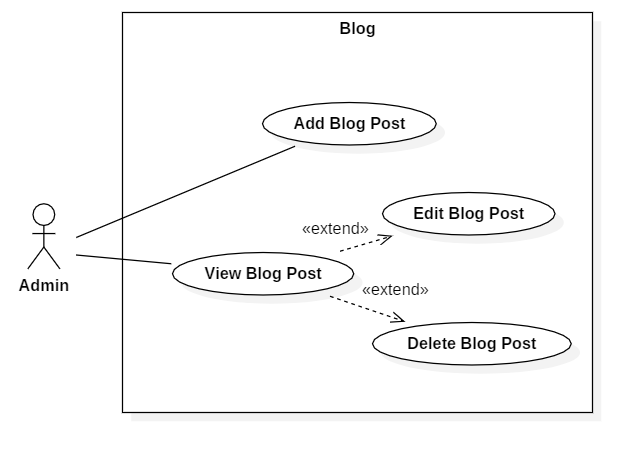 Blog
Add Blog Post
Edit Blog Post
«extend»
View Blog Post
Admin
«extend»
Delete Blog Post